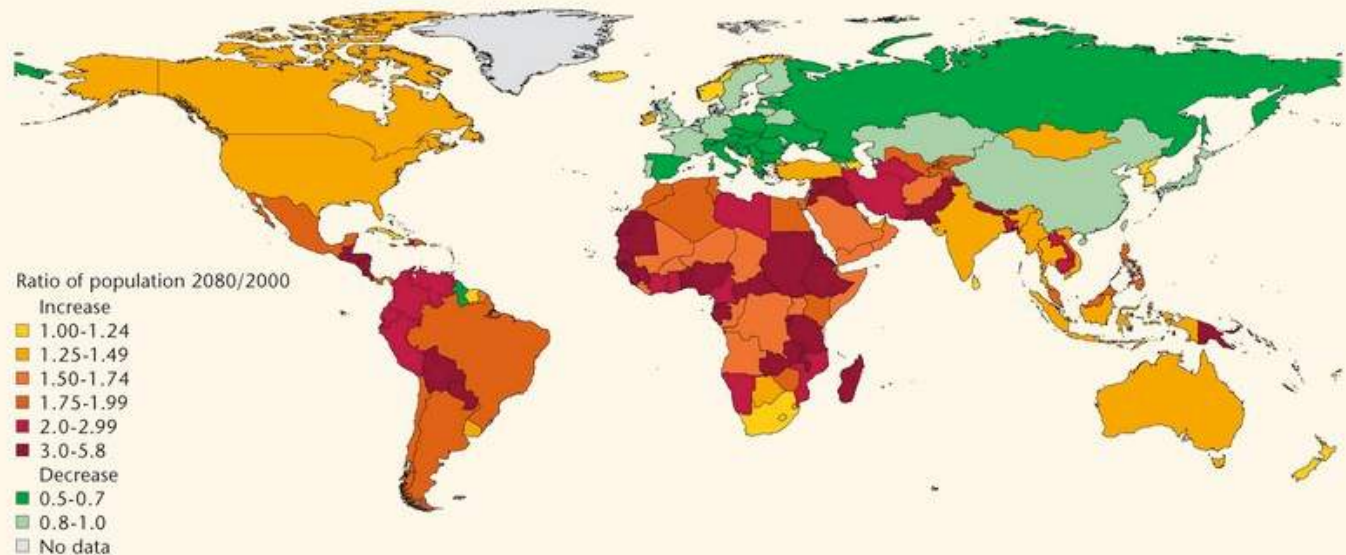 Ratio of population 2080/2000
Increase
1.00-1.24
1.25-1.49
1.50-1.74
1.75-1.99
2.0-2.99
3.0-5.8
Decrease
0.5-0.7
0.8-1.0
No data